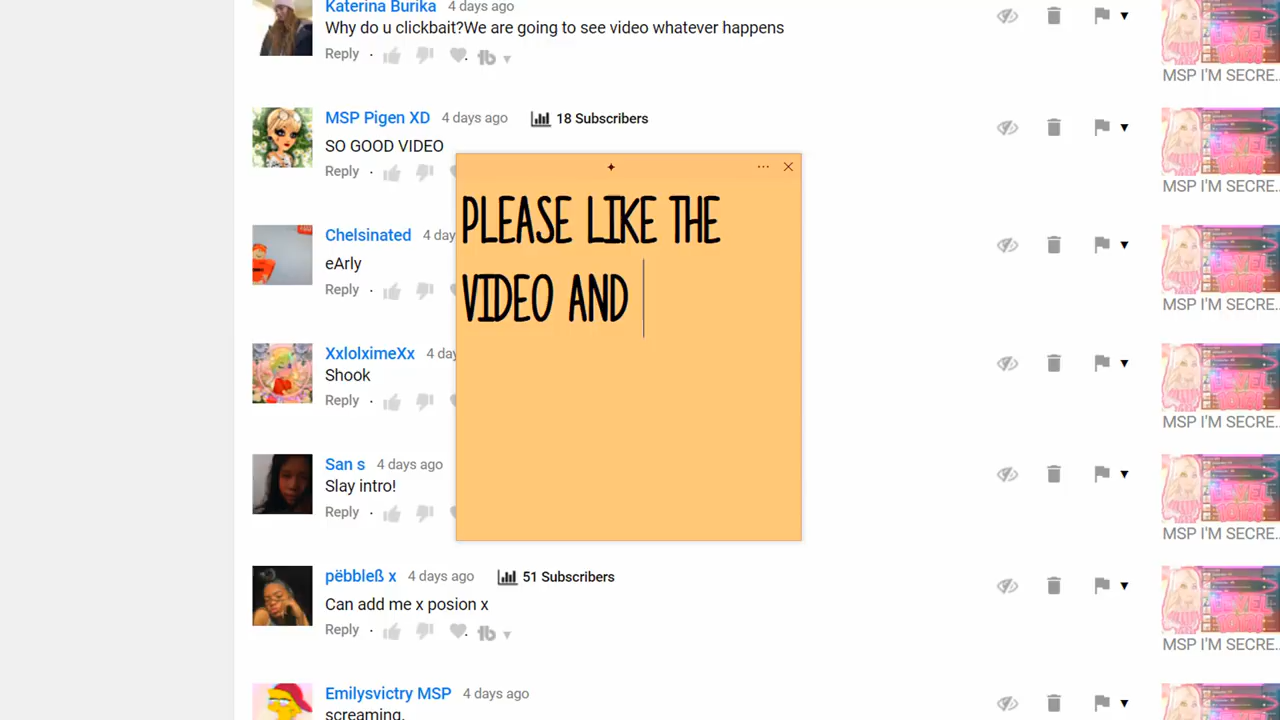 Katerina Burika 4 days ago
Why do u clickbait?We are going to see video whatever happens
Reply
MSP I'M SECRE...
MSP Pigen XD 4 days ago 18 Subscribers
SO GOOD VIDEO
Reply
MSP I'M SECRE...
PLEASE LIKE THE
VIDEO AND
Chelsinated 4 day
eArly
Reply
MSP I'M SECRE...
XxlolximeXx 4 day
Shook
Reply
MSP I'M SECRE...
San s 4 days ago
Slay intro!
Reply
MSP I'M SECRE...
pëbbleß x 4 days ago 51 Subscribers
Can add me x posion x
Reply
MSP I'M SECRE...
Emilysvictry MSP 4 days ago
screaming.